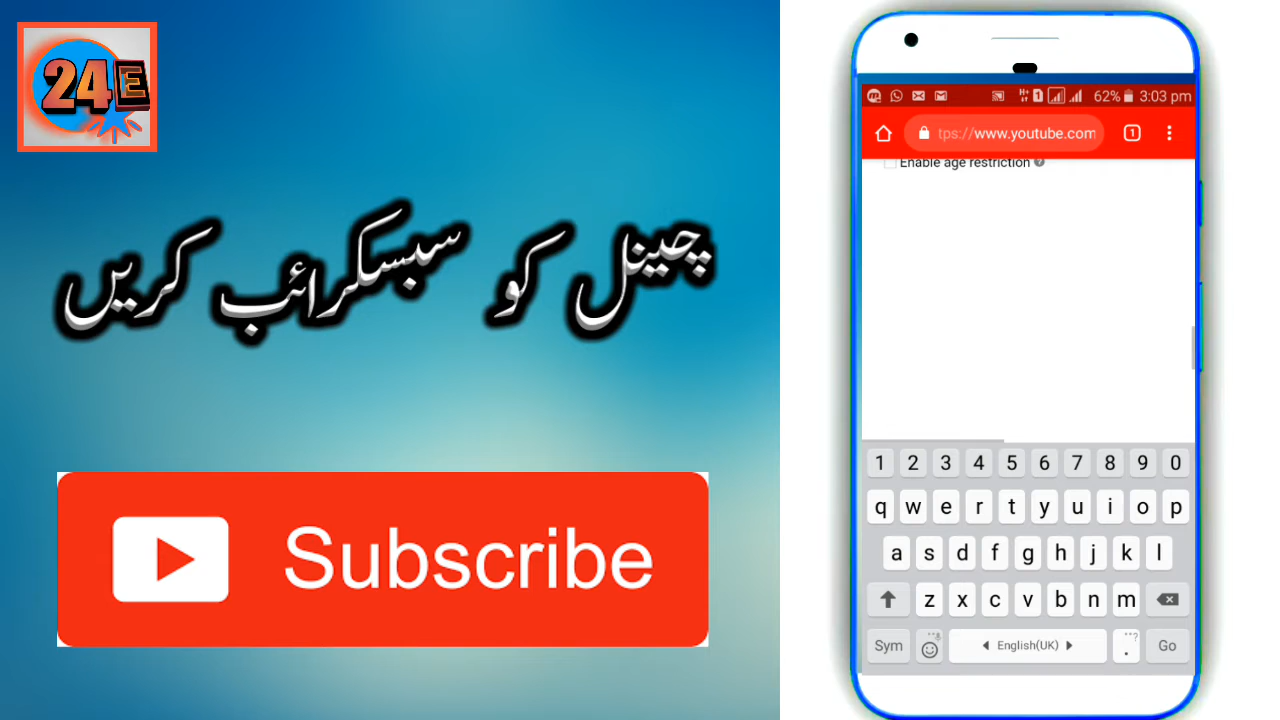 24E
چینل کو سبسکرائب کریں
Subscribe
62% 3:03 pm
tps://www.youtube.com
1
Enable age restriction ?
1 2 3 4 5 6 7 8 9 0
q w e r t y u i o p
a s d f g h j k l
z x c v b n m
Sym English(UK) . Go